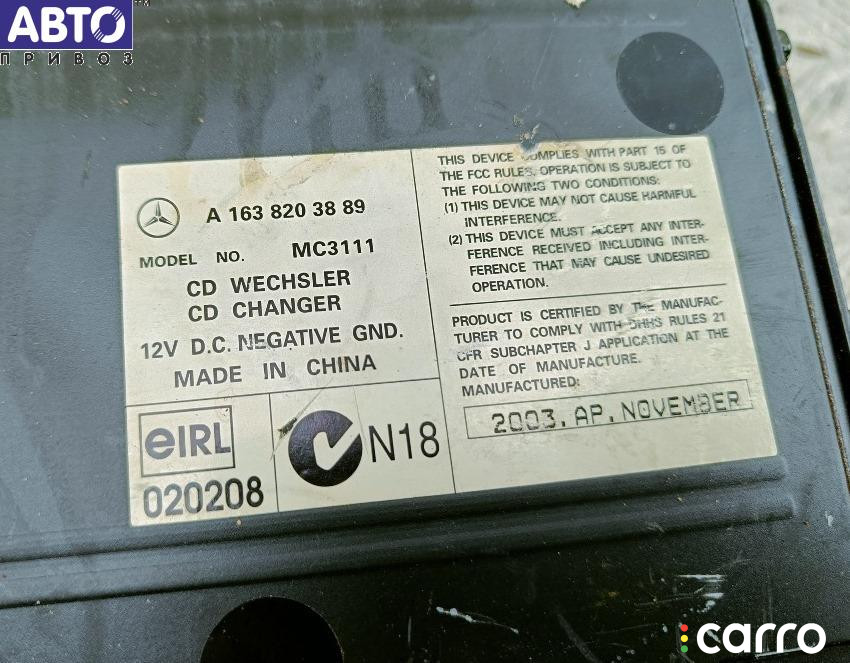 АВТО™
ПРИВОЗ
A 163 820 38 89
MODEL NO. MC3111
CD WECHSLER
CD CHANGER
12V D.C. NEGATIVE GND.
MADE IN CHINA
eIRL
020208
N18
THIS DEVICE COMPLIES WITH PART 15 OF
THE FCC RULES. OPERATION IS SUBJECT TO
THE FOLLOWING TWO CONDITIONS:
(1) THIS DEVICE MAY NOT CAUSE HARMFUL
INTERFERENCE.
(2) THIS DEVICE MUST ACCEPT ANY INTER-
FERENCE RECEIVED INCLUDING INTER-
FERENCE THAT MAY CAUSE UNDESIRED
OPERATION.
PRODUCT IS CERTIFIED BY THE MANUFAC-
TURER TO COMPLY WITH DHHS RULES 21
CFR SUBCHAPTER J APPLICATION AT THE
DATE OF MANUFACTURE.
MANUFACTURED:
2003. AP. NOVEMBER
carro